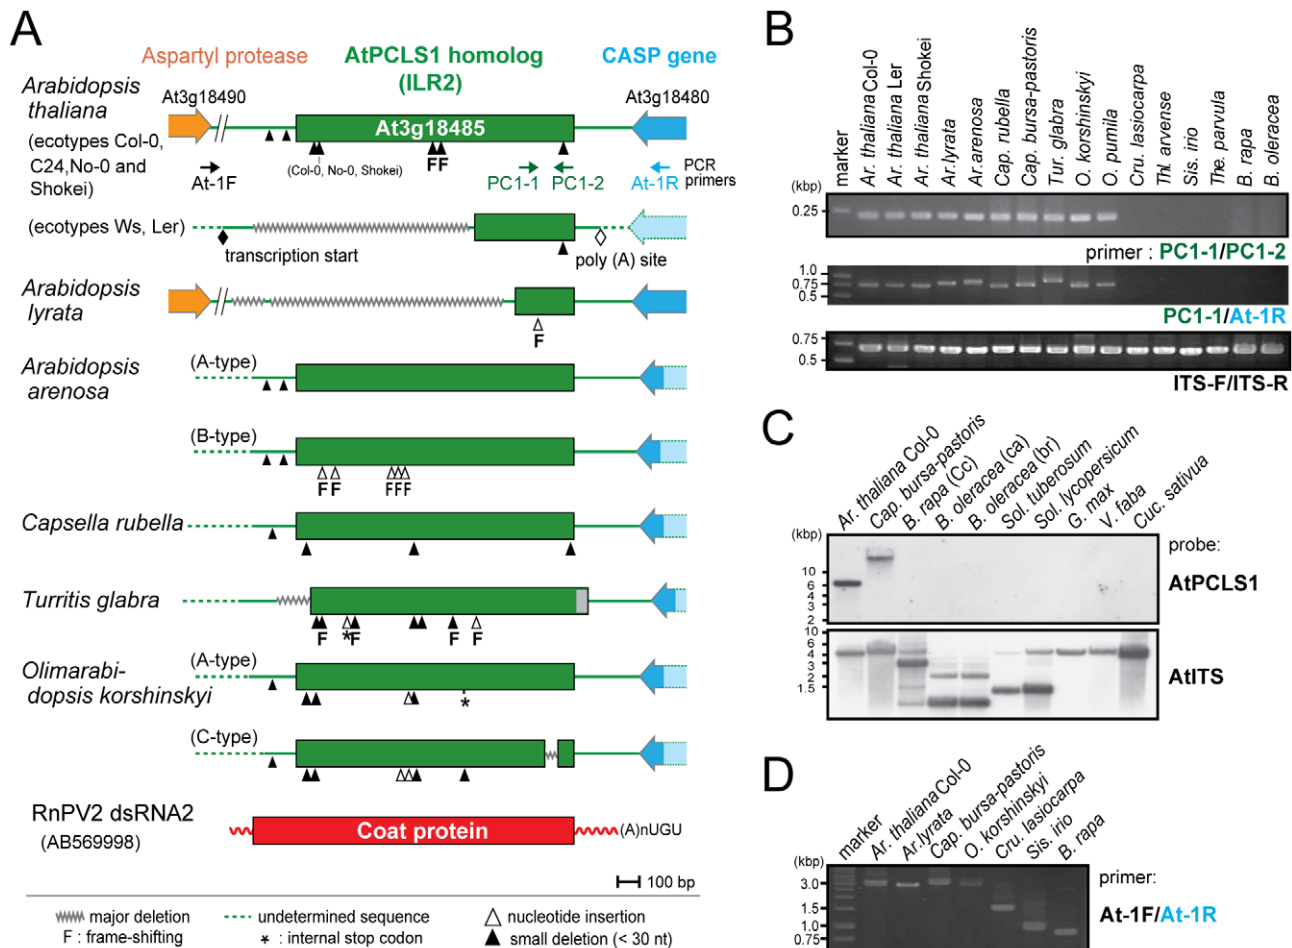 A
Aspartyl protease
AtPCLS1 homolog
(ILR2)
CASP gene
Arabidopsis
thaliana
(ecotypes Col-0,
C24,No-0 and
Shokei)
At3g18490
At3g18485
At3g18480
(Col-0, No-0, Shokei)
FF
At-1F
PC1-1
PC1-2
At-1R
PCR
primers
(ecotypes Ws, Ler)
transcription start
poly (A) site
Arabidopsis
lyrata
F
Arabidopsis
arenosa
(A-type)
(B-type)
F F
FFF
Capsella rubella
Turritis glabra
F
*F
F
F
Olimarabi-
dopsis korshinskyi
(A-type)
*
(C-type)
RnPV2 dsRNA2
(AB569998)
Coat protein
(A)nUGU
100 bp
major deletion
undetermined sequence
nucleotide insertion
F : frame-shifting
* : internal stop codon
small deletion (< 30 nt)
B
marker
Ar. thaliana Col-0
Ar. thaliana Ler
Ar. thaliana Shokei
Ar.lyrata
Ar.arenosa
Cap. rubella
Cap. bursa-pastoris
Tur. glabra
O. korshinskyi
O. pumila
Cru. lasiocarpa
Thl. arvense
Sis. irio
The. parvula
B. rapa
B. oleracea
(kbp)
0.25
primer : PC1-1/PC1-2
1.0
0.75
0.5
PC1-1/At-1R
0.75
0.5
ITS-F/ITS-R
C
Ar. thaliana Col-0
Cap. bursa-pastoris
B. rapa (Cc)
B. oleracea (ca)
B. oleracea (br)
Sol. tuberosum
Sol. lycopersicum
G. max
V. faba
Cuc. sativua
(kbp)
10
6
4
3
2
probe:
AtPCLS1
10
6
4
3
2
1.5
AtITS
D
marker
Ar. thaliana Col-0
Ar.lyrata
Cap. bursa-pastoris
O. korshinskyi
Cru. lasiocarpa
Sis. irio
B. rapa
(kbp)
3.0
1.5
1.0
0.75
primer:
At-1F/At-1R